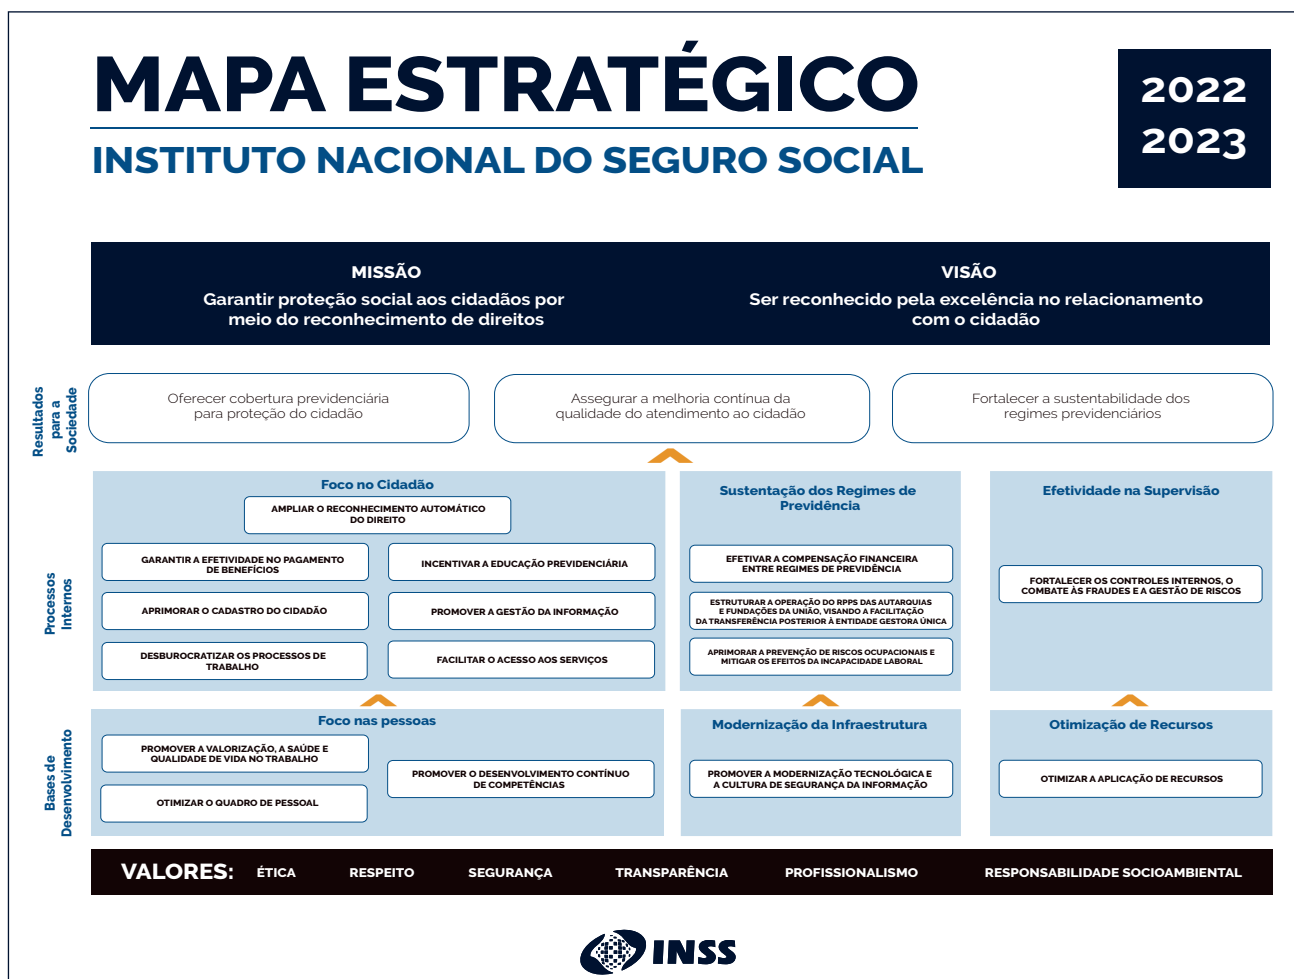 MAPA ESTRATÉGICO
INSTITUTO NACIONAL DO SEGURO SOCIAL
2022
2023
MISSÃO
Garantir proteção social aos cidadãos por
meio do reconhecimento de direitos
VISÃO
Ser reconhecido pela excelência no relacionamento
com o cidadão
Resultados
para a
Sociedade
Oferecer cobertura previdenciária
para proteção do cidadão
Assegurar a melhoria contínua da
qualidade do atendimento ao cidadão
Fortalecer a sustentabilidade dos
regimes previdenciários
Processos
Internos
Foco no Cidadão
AMPLIAR O RECONHECIMENTO AUTOMÁTICO
DO DIREITO
GARANTIR A EFETIVIDADE NO PAGAMENTO
DE BENEFÍCIOS
INCENTIVAR A EDUCAÇÃO PREVIDENCIÁRIA
APRIMORAR O CADASTRO DO CIDADÃO
PROMOVER A GESTÃO DA INFORMAÇÃO
DESBUROCRATIZAR OS PROCESSOS DE
TRABALHO
FACILITAR O ACESSO AOS SERVIÇOS
Sustentação dos Regimes de
Previdência
EFETIVAR A COMPENSAÇÃO FINANCEIRA
ENTRE REGIMES DE PREVIDÊNCIA
ESTRUTURAR A OPERAÇÃO DO RPPS DAS AUTARQUIAS
E FUNDAÇÕES DA UNIÃO, VISANDO A FACILITAÇÃO
DA TRANSFERÊNCIA POSTERIOR À ENTIDADE GESTORA ÚNICA
APRIMORAR A PREVENÇÃO DE RISCOS OCUPACIONAIS E
MITIGAR OS EFEITOS DA INCAPACIDADE LABORAL
Efetividade na Supervisão
FORTALECER OS CONTROLES INTERNOS, O
COMBATE ÀS FRAUDES E A GESTÃO DE RISCOS
Bases de
Desenvolvimento
Foco nas pessoas
PROMOVER A VALORIZAÇÃO, A SAÚDE E
QUALIDADE DE VIDA NO TRABALHO
OTIMIZAR O QUADRO DE PESSOAL
PROMOVER O DESENVOLVIMENTO CONTÍNUO
DE COMPETÊNCIAS
Modernização da Infraestrutura
PROMOVER A MODERNIZAÇÃO TECNOLÓGICA E
A CULTURA DE SEGURANÇA DA INFORMAÇÃO
Otimização de Recursos
OTIMIZAR A APLICAÇÃO DE RECURSOS
VALORES: ÉTICA RESPEITO SEGURANÇA TRANSPARÊNCIA PROFISSIONALISMO RESPONSABILIDADE SOCIOAMBIENTAL
INSS